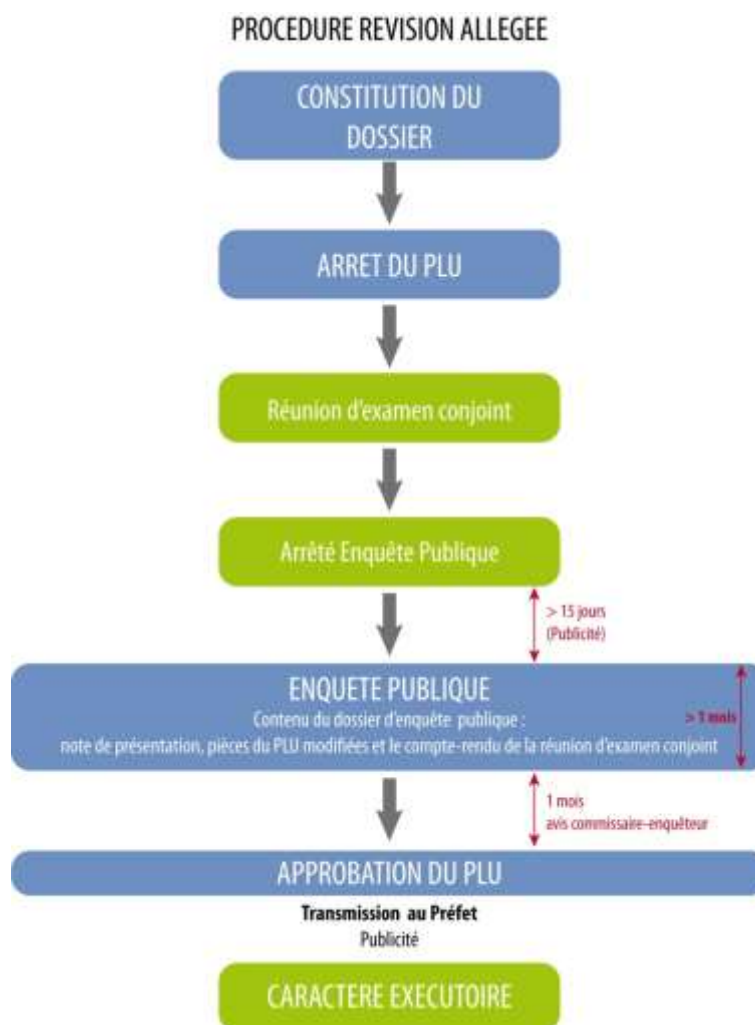 PROCEDURE REVISION ALLEGEE
CONSTITUTION DU
DOSSIER
ARRET DU PLU
Réunion d'examen conjoint
Arrêté Enquête Publique
> 15 jours
(Publicité)
ENQUETE PUBLIQUE
Contenu du dossier d'enquête publique :
> 1 mois
note de présentation, pièces du PLU modifiées et le compte-rendu de la réunion d'examen conjoint
1 mois
avis commissaire-enquêteur
APPROBATION DU PLU
Transmission au Préfet
Publicité
CARACTERE EXECUTOIRE